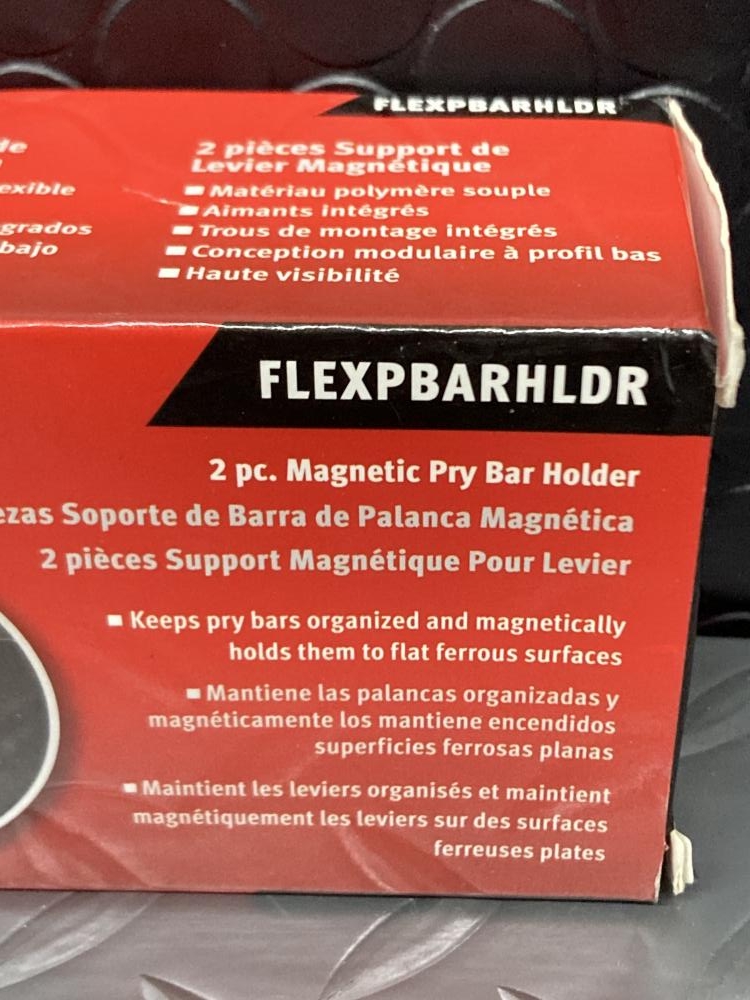 FLEXPBARHLDR
de
exible
grados
bajo
2 pièces Support de
Levier Magnétique
■ Matériau polymère souple
■ Aimants intégrés
■ Trous de montage intégrés
■ Conception modulaire à profil bas
■ Haute visibilité
FLEXPBARHLDR
2 pc. Magnetic Pry Bar Holder
ezas Soporte de Barra de Palanca Magnética
2 pièces Support Magnétique Pour Levier
■ Keeps pry bars organized and magnetically
holds them to flat ferrous surfaces
■ Mantiene las palancas organizadas y
magnéticamente los mantiene encendidos
superficies ferrosas planas
■ Maintient les leviers organisés et maintient
magnétiquement les leviers sur des surfaces
ferreuses plates